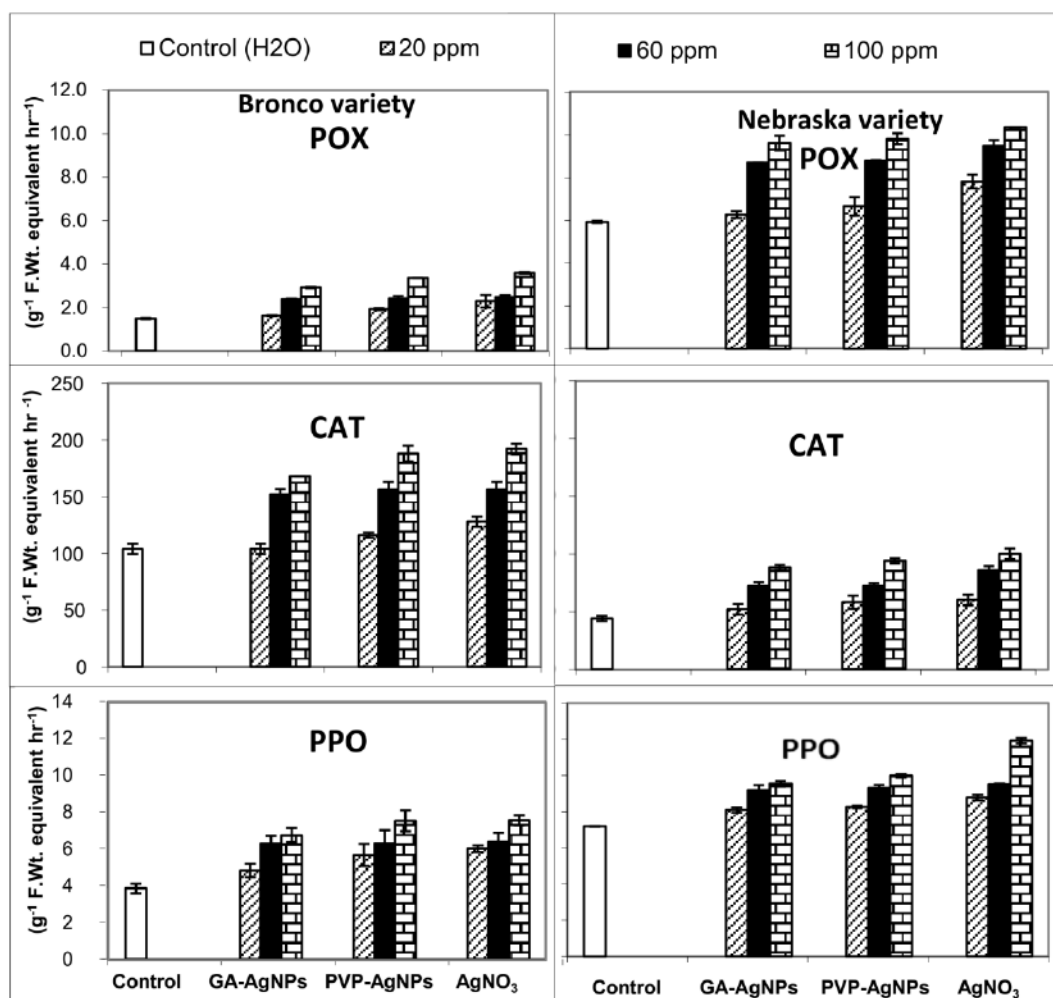 Control (H2O) 20 ppm 60 ppm 100 ppm
Bronco variety
POX
Nebraska variety
POX
(g⁻¹ F.Wt. equivalent hr⁻¹)
12.0
10.0
8.0
6.0
4.0
2.0
0.0
CAT
CAT
(g⁻¹ F.Wt. equivalent hr⁻¹)
250
200
150
100
50
0
PPO
PPO
(g⁻¹ F.Wt. equivalent hr⁻¹)
14
12
10
8
6
4
2
0
Control GA-AgNPs PVP-AgNPs AgNO₃
Control GA-AgNPs PVP-AgNPs AgNO₃